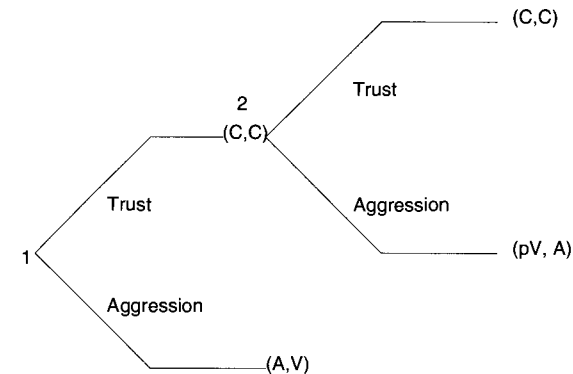 (C,C)
Trust
2
(C,C)
Trust
Aggression
1
(pV, A)
Aggression
(A,V)